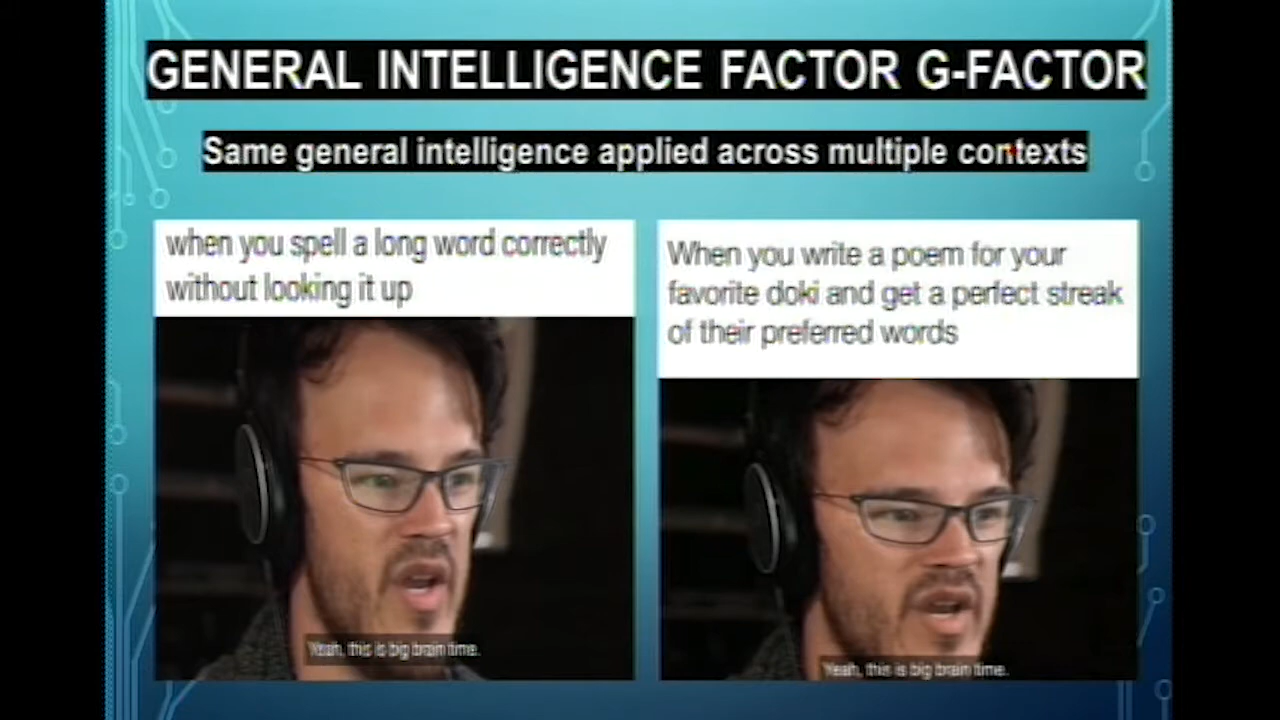 GENERAL INTELLIGENCE FACTOR G-FACTOR
Same general intelligence applied across multiple contexts
when you spell a long word correctly
without looking it up
When you write a poem for your
favorite doki and get a perfect streak
of their preferred words
Yeah, this is big brain time.
Yeah, this is big brain time.